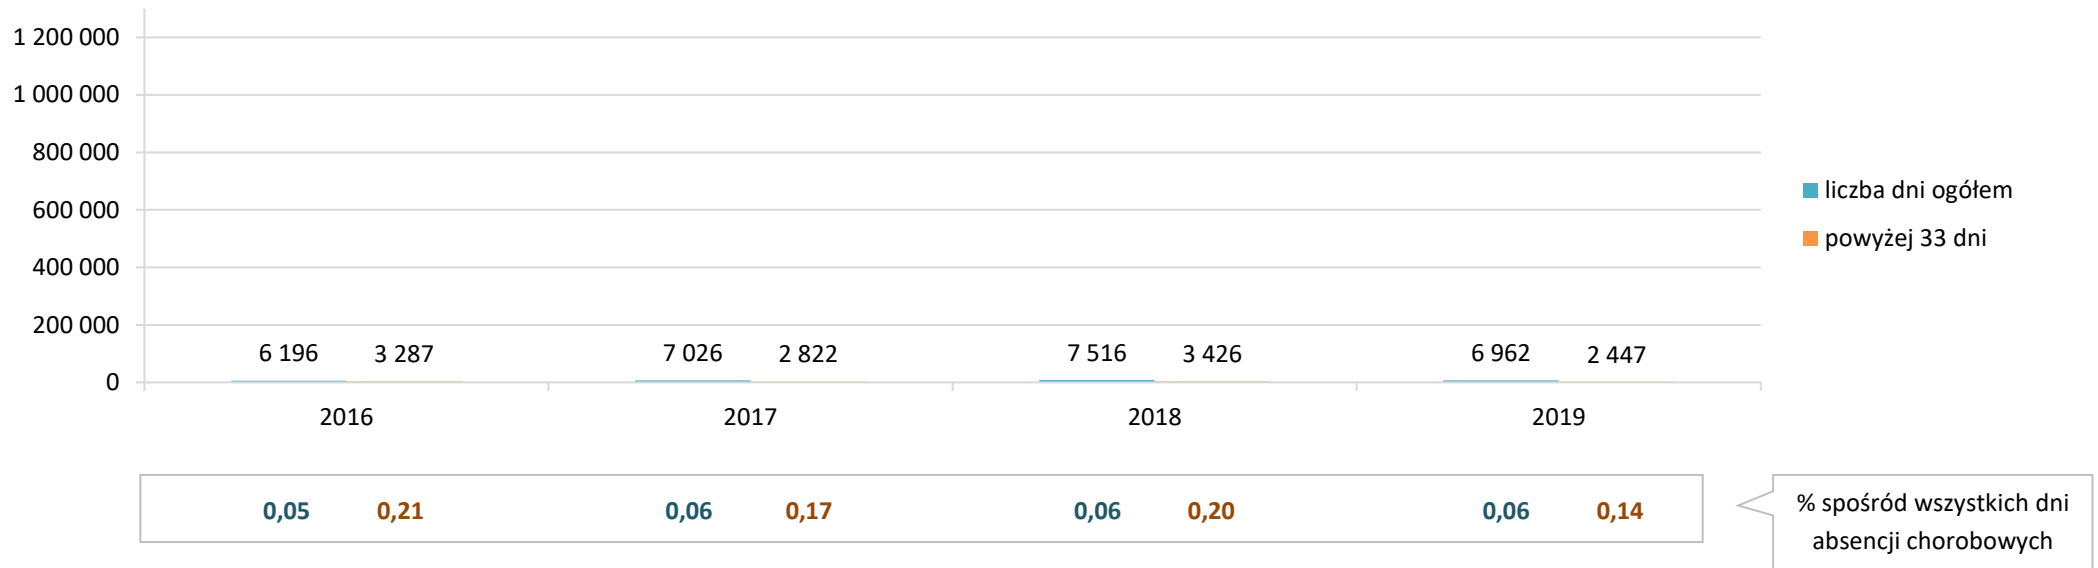 1 200 000
1 000 000
800 000
600 000
400 000
200 000
0
6 196 3 287 7 026 2 822 7 516 3 426 6 962 2 447
2016 2017 2018 2019
liczba dni ogółem
powyżej 33 dni
0,05 0,21 0,06 0,17 0,06 0,20 0,06 0,14
% spośród wszystkich dni
absencji chorobowych